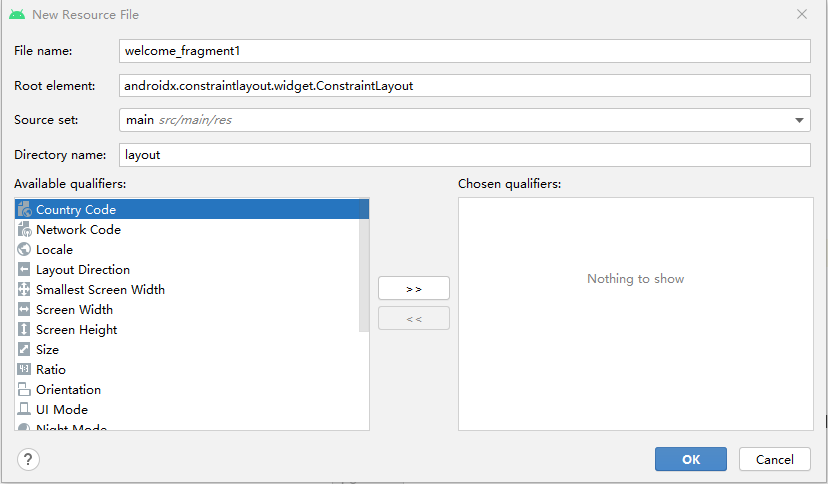 New Resource File
File name: welcome_fragment1
Root element: androidx.constraintlayout.widget.ConstraintLayout
Source set: main src/main/res
Directory name: layout
Available qualifiers:
Chosen qualifiers:
Country Code
Network Code
Locale
Layout Direction
Smallest Screen Width
Screen Width
Screen Height
Size
Ratio
Orientation
UI Mode
Night Mode
>>
<<
Nothing to show
?
OK
Cancel